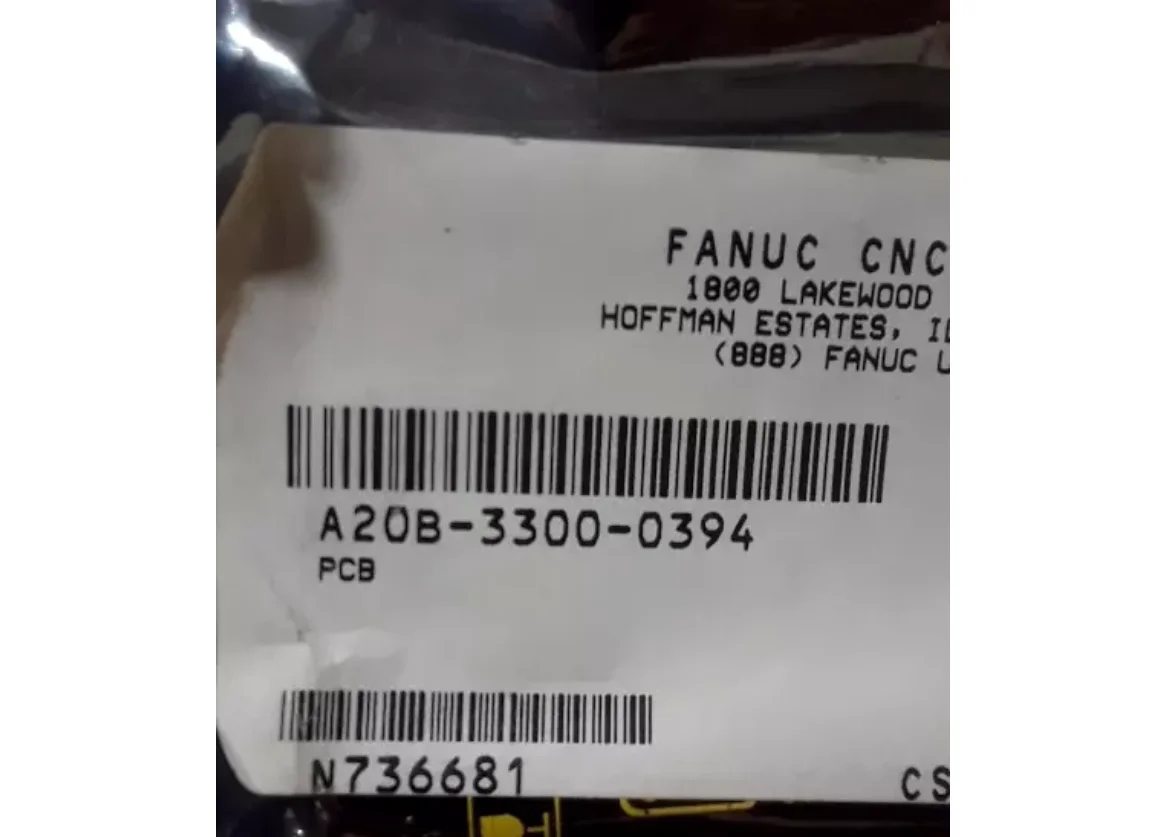 FANUC CNC
1800 LAKEWOOD
HOFFMAN ESTATES,
(888) FANUC
A20B-3300-0394
PCB
N736681
CS